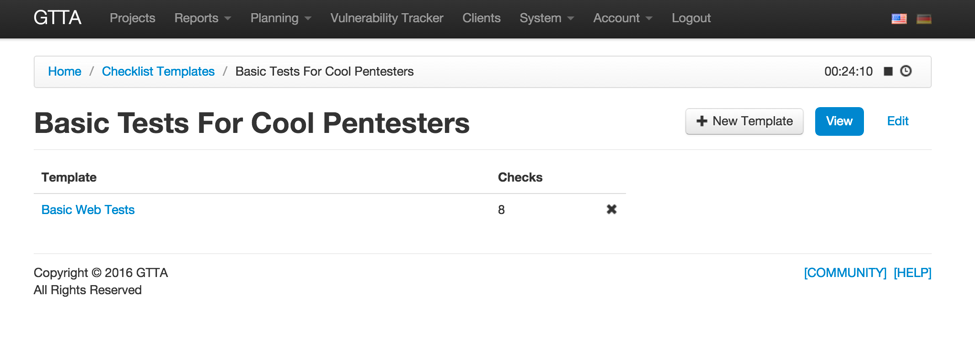 GTTA Projects Reports Planning Vulnerability Tracker Clients System Account Logout
Home / Checklist Templates / Basic Tests For Cool Pentesters 00:24:10
Basic Tests For Cool Pentesters New Template View Edit
Template Checks
Basic Web Tests 8
Copyright © 2016 GTTA [COMMUNITY] [HELP]
All Rights Reserved